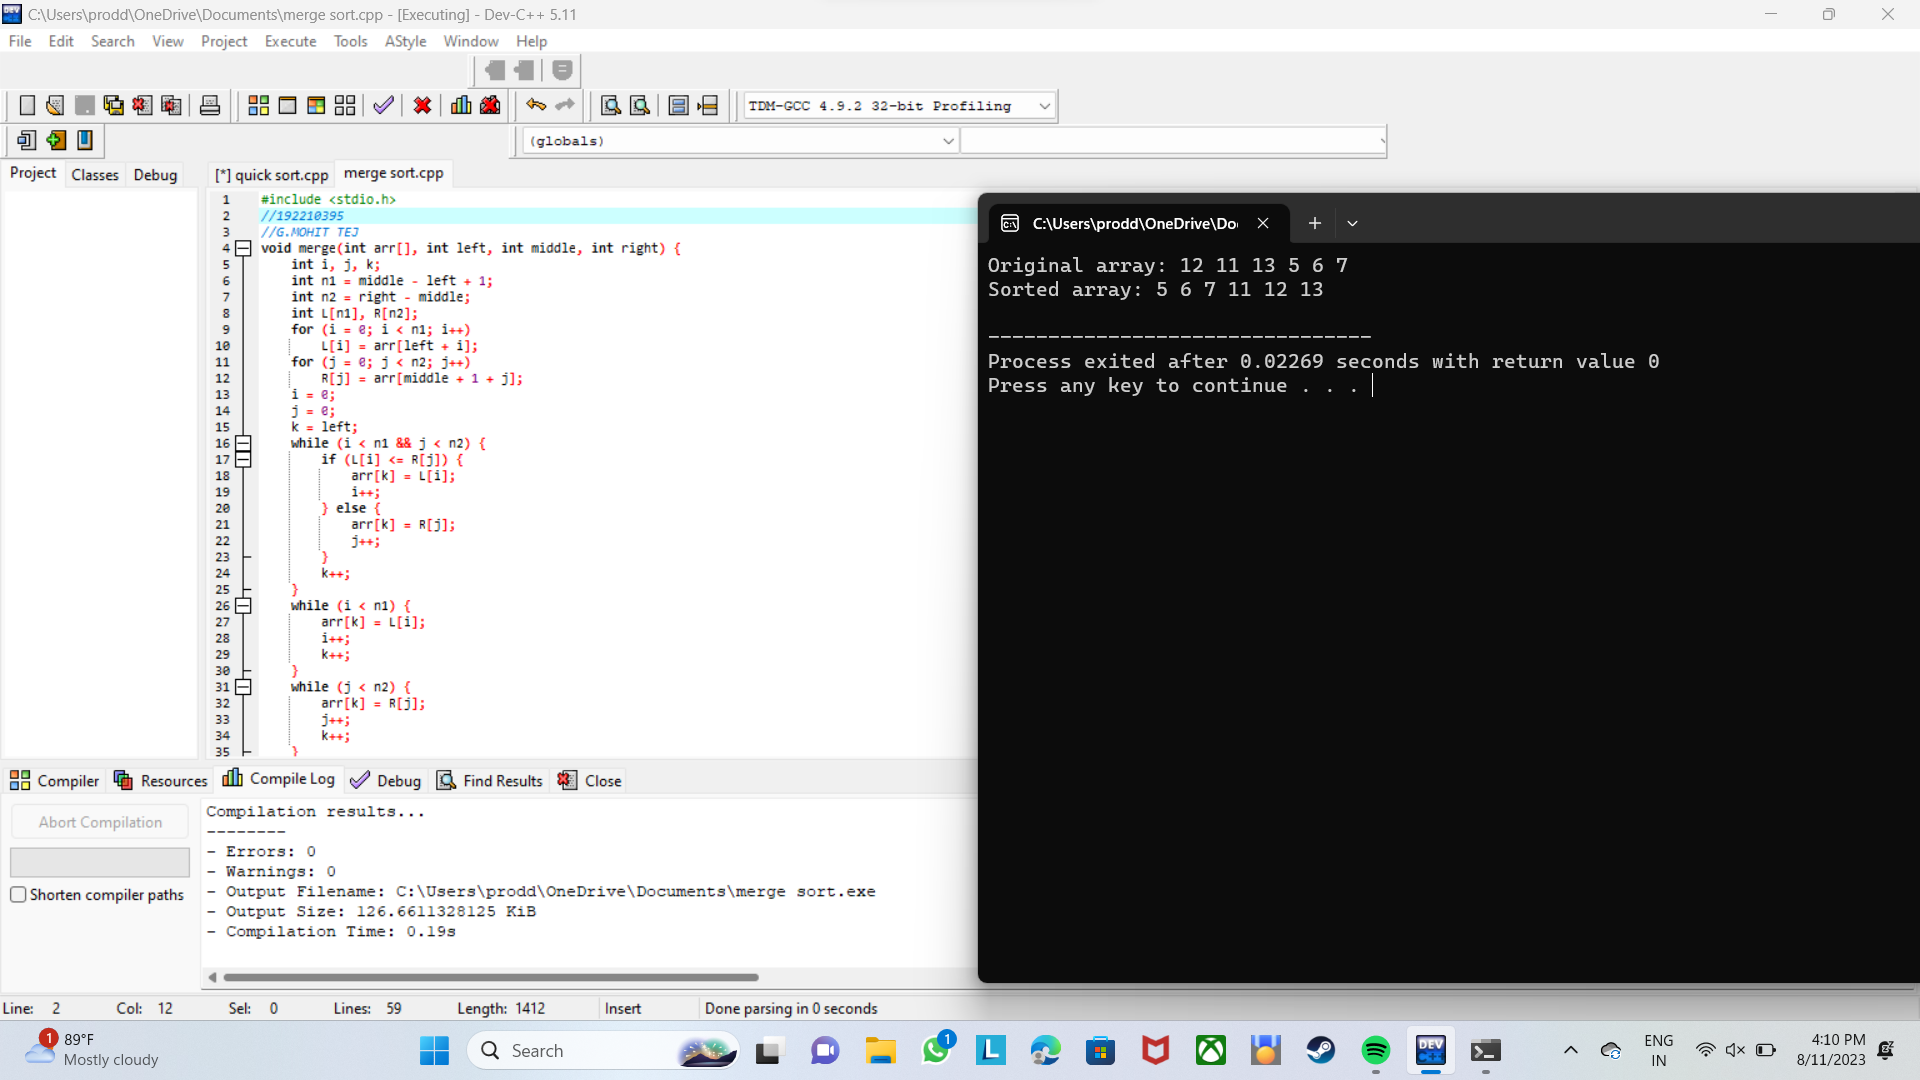 C:\Users\prodd\OneDrive\Documents\merge sort.cpp - [Executing] - Dev-C++ 5.11
File Edit Search View Project Execute Tools AStyle Window Help
TDM-GCC 4.9.2 32-bit Profiling
(globals)
Project Classes Debug
[*] quick sort.cpp merge sort.cpp
1 #include <stdio.h>
2 //192210395
3 //G.MOHIT TEJ
4 void merge(int arr[], int left, int middle, int right) {
5 int i, j, k;
6 int n1 = middle - left + 1;
7 int n2 = right - middle;
8 int L[n1], R[n2];
9 for (i = 0; i < n1; i++)
10 L[i] = arr[left + i];
11 for (j = 0; j < n2; j++)
12 R[j] = arr[middle + 1 + j];
13 i = 0;
14 j = 0;
15 k = left;
16 while (i < n1 && j < n2) {
17 if (L[i] <= R[j]) {
18 arr[k] = L[i];
19 i++;
20 } else {
21 arr[k] = R[j];
22 j++;
23 }
24 k++;
25 }
26 while (i < n1) {
27 arr[k] = L[i];
28 i++;
29 k++;
30 }
31 while (j < n2) {
32 arr[k] = R[j];
33 j++;
34 k++;
35 }
C:\Users\prodd\OneDrive\Do
Original array: 12 11 13 5 6 7
Sorted array: 5 6 7 11 12 13
--------------------------------
Process exited after 0.02269 seconds with return value 0
Press any key to continue . . .
Compiler Resources Compile Log Debug Find Results Close
Abort Compilation
Shorten compiler paths
Compilation results...
--------
- Errors: 0
- Warnings: 0
- Output Filename: C:\Users\prodd\OneDrive\Documents\merge sort.exe
- Output Size: 126.6611328125 KiB
- Compilation Time: 0.19s
Line: 2 Col: 12 Sel: 0 Lines: 59 Length: 1412 Insert Done parsing in 0 seconds
1
89°F
Mostly cloudy
Search
1
L
DEV C++
ENG
IN
4:10 PM
8/11/2023